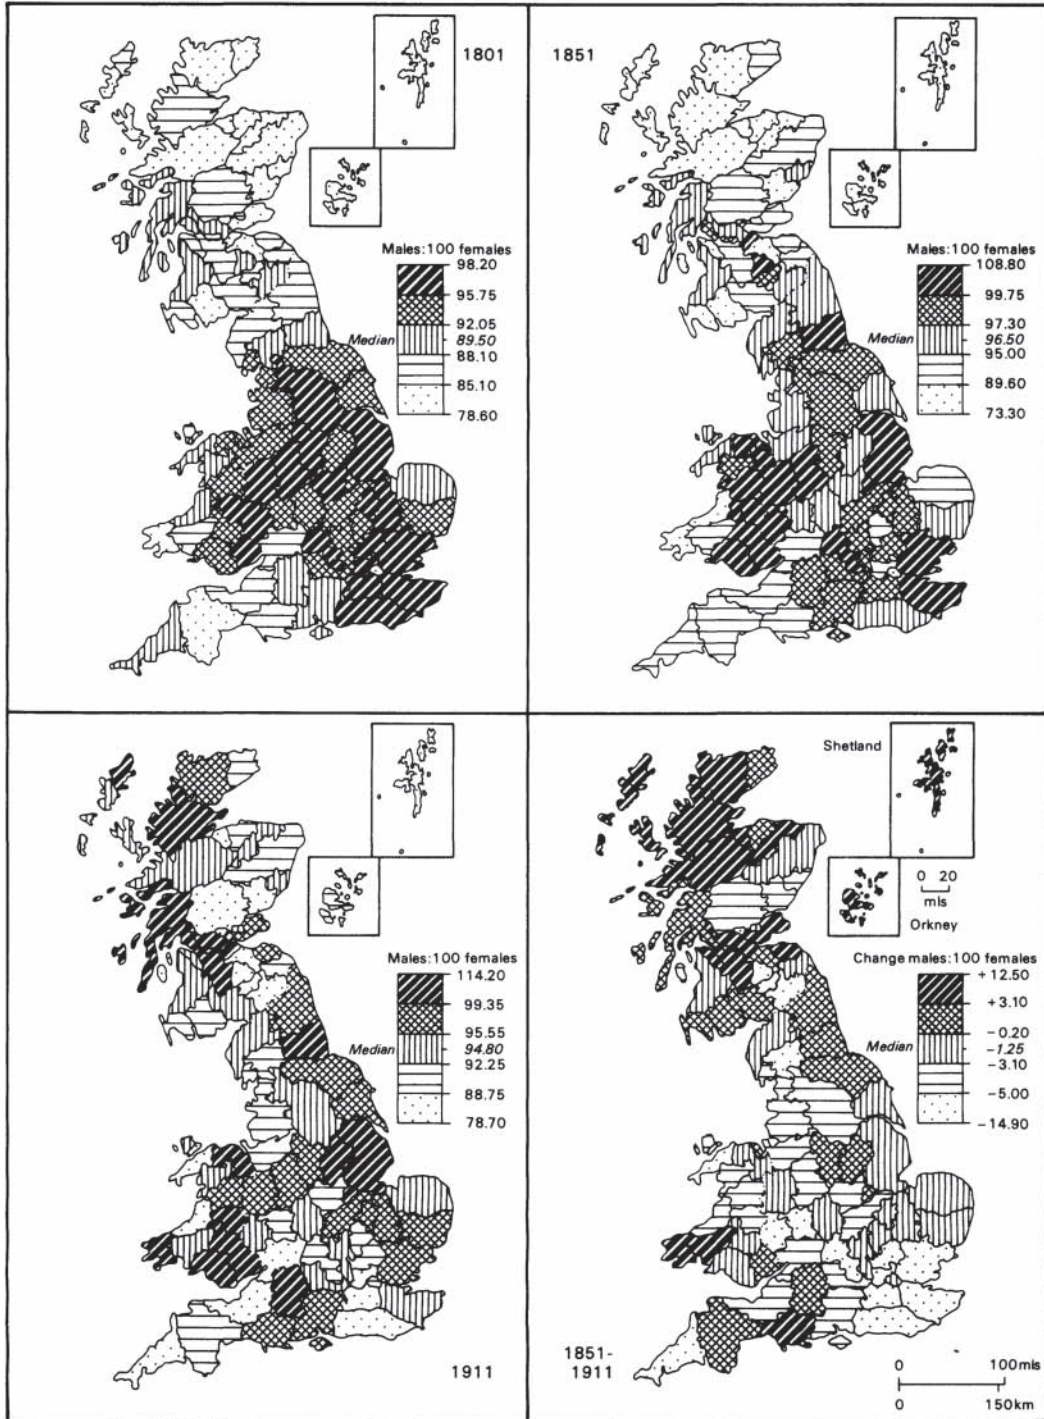 1801
Males:100 females
98.20
95.75
92.05
Median 89.50
88.10
85.10
78.60
1851
Males:100 females
108.80
99.75
97.30
Median 96.50
95.00
89.60
73.30
1911
Males:100 females
114.20
99.35
95.55
Median 94.80
92.25
88.75
78.70
Shetland
0 20
mls
Orkney
Change males:100 females
+12.50
+3.10
-0.20
Median -1.25
-3.10
-5.00
-14.90
1851-
1911
0 100mls
0 150km